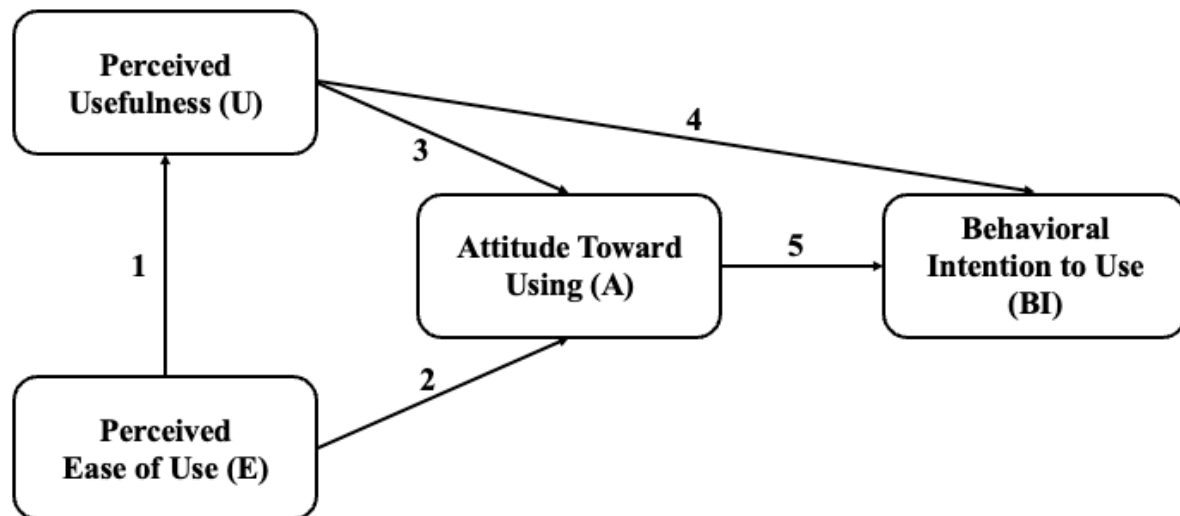 Perceived
Usefulness (U)
4
3
1
Attitude Toward
Using (A)
5
Behavioral
Intention to Use
(BI)
2
Perceived
Ease of Use (E)